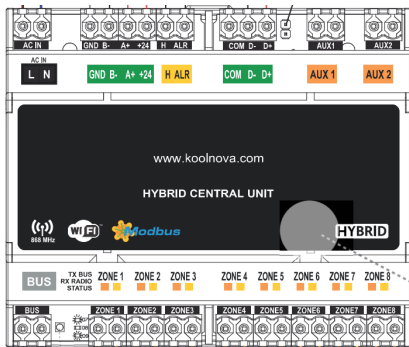 AC IN GND B- A+ +24 H ALR COM D- D+ AUX1 AUX2
AC IN
L N GND B- A+ +24 H ALR COM D- D+ AUX 1 AUX 2
www.koolnova.com
HYBRID CENTRAL UNIT
868 MHz WiFi Modbus HYBRID
BUS
TX BUS
RX RADIO
STATUS
ZONE 1 ZONE 2 ZONE 3 ZONE 4 ZONE 5 ZONE 6 ZONE 7 ZONE 8
BUS ZONE 1 ZONE2 ZONE3 ZONE4 ZONE5 ZONE6 ZONE7 ZONE8